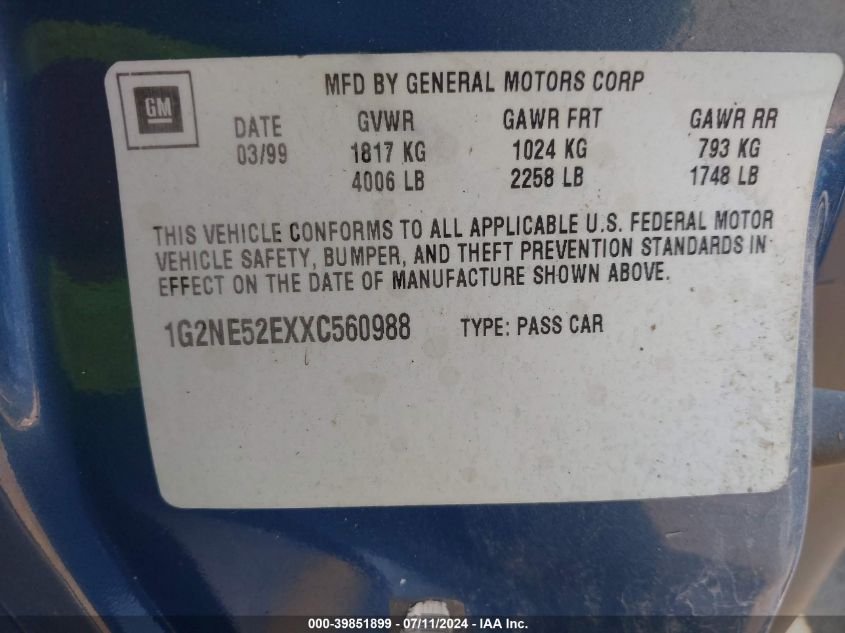 MFD BY GENERAL MOTORS CORP
GM
DATE GVWR GAWR FRT GAWR RR
03/99 1817 KG 1024 KG 793 KG
4006 LB 2258 LB 1748 LB
THIS VEHICLE CONFORMS TO ALL APPLICABLE U.S. FEDERAL MOTOR
VEHICLE SAFETY, BUMPER, AND THEFT PREVENTION STANDARDS IN
EFFECT ON THE DATE OF MANUFACTURE SHOWN ABOVE.
1G2NE52EXXC560988 TYPE: PASS CAR
000-39851899 - 07/11/2024 - IAA Inc.